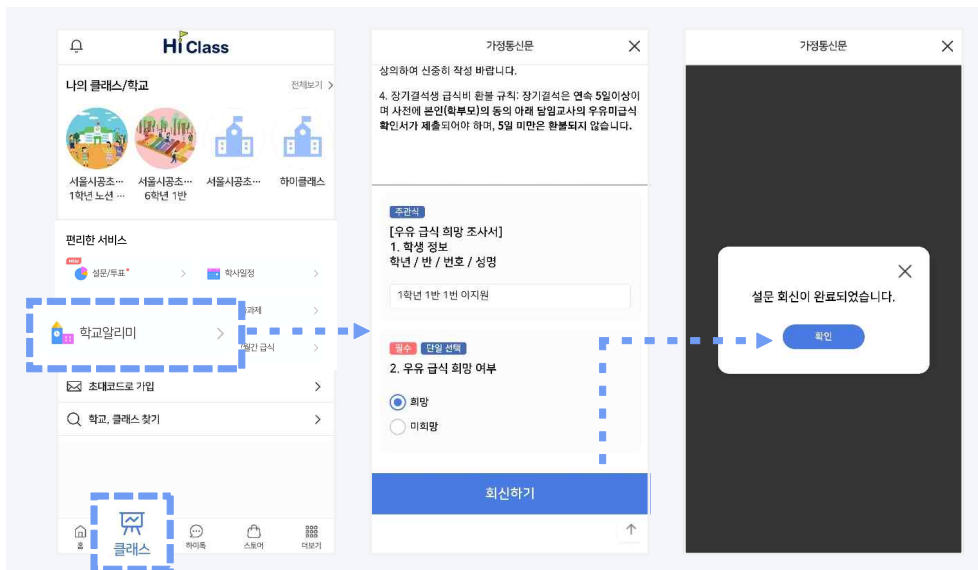 Hi Class
나의 클래스/학교
전체보기 >
서울시공초… 서울시공초… 서울시공초… 하이클래스
1학년 노션 … 6학년 1반
편리한 서비스
NEW
설문/투표
학사일정
과제
학교알리미
월간 급식
초대코드로 가입
학교, 클래스 찾기
홈
클래스
하이톡
스토어
더보기
가정통신문
상의하여 신중히 작성 바랍니다.
4. 장기결석생 급식비 환불 규칙: 장기결석은 연속 5일이상이
며 사전에 본인(학부모)의 동의 아래 담임교사의 우유미급식
확인서가 제출되어야 하며, 5일 미만은 환불되지 않습니다.
주관식
[우유 급식 희망 조사서]
1. 학생 정보
학년 / 반 / 번호 / 성명
1학년 1반 1번 이지원
필수 단일 선택
2. 우유 급식 희망 여부
희망
미희망
회신하기
가정통신문
설문 회신이 완료되었습니다.
확인